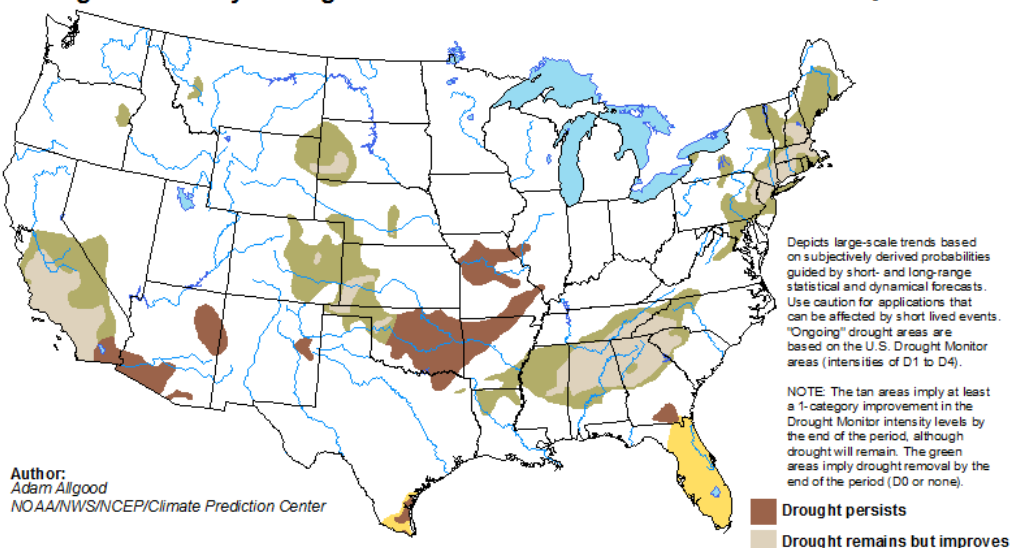 Depicts large-scale trends based
on subjectively derived probabilities
guided by short- and long-range
statistical and dynamical forecasts.
Use caution for applications that
can be affected by short lived events.
"Ongoing" drought areas are
based on the U.S. Drought Monitor
areas (intensities of D1 to D4).
NOTE: The tan areas imply at least
a 1-category improvement in the
Drought Monitor intensity levels by
the end of the period, although
drought will remain. The green
areas imply drought removal by the
end of the period (D0 or none).
Author:
Adam Allgood
NOAA/NWS/NCEP/Climate Prediction Center
Drought persists
Drought remains but improves